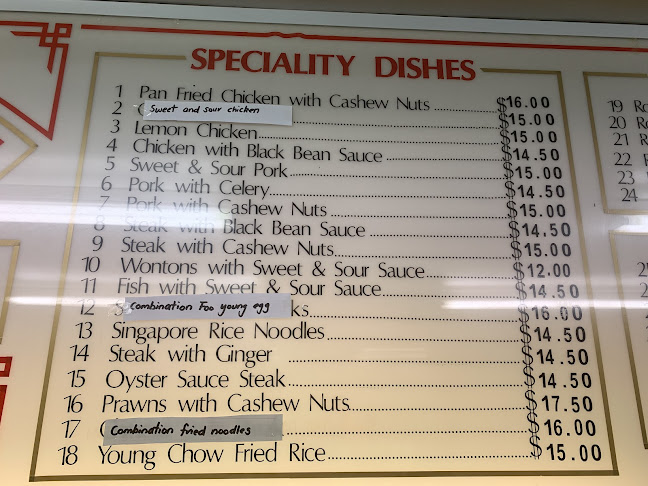 SPECIALITY DISHES
1 Pan Fried Chicken with Cashew Nuts $16.00
2 Sweet and sour chicken $15.00
3 Lemon Chicken $15.00
4 Chicken with Black Bean Sauce $14.50
5 Sweet & Sour Pork $15.00
6 Pork with Celery $14.50
7 Pork with Cashew Nuts $15.00
8 Steak with Black Bean Sauce $14.50
9 Steak with Cashew Nuts $15.00
10 Wontons with Sweet & Sour Sauce $12.00
11 Fish with Sweet & Sour Sauce $14.50
12 Combination Foo young egg $16.00
13 Singapore Rice Noodles $14.50
14 Steak with Ginger $14.50
15 Oyster Sauce Steak $14.50
16 Prawns with Cashew Nuts $17.50
17 Combination fried noodles $16.00
18 Young Chow Fried Rice $15.00
19
20
21
22
23
24